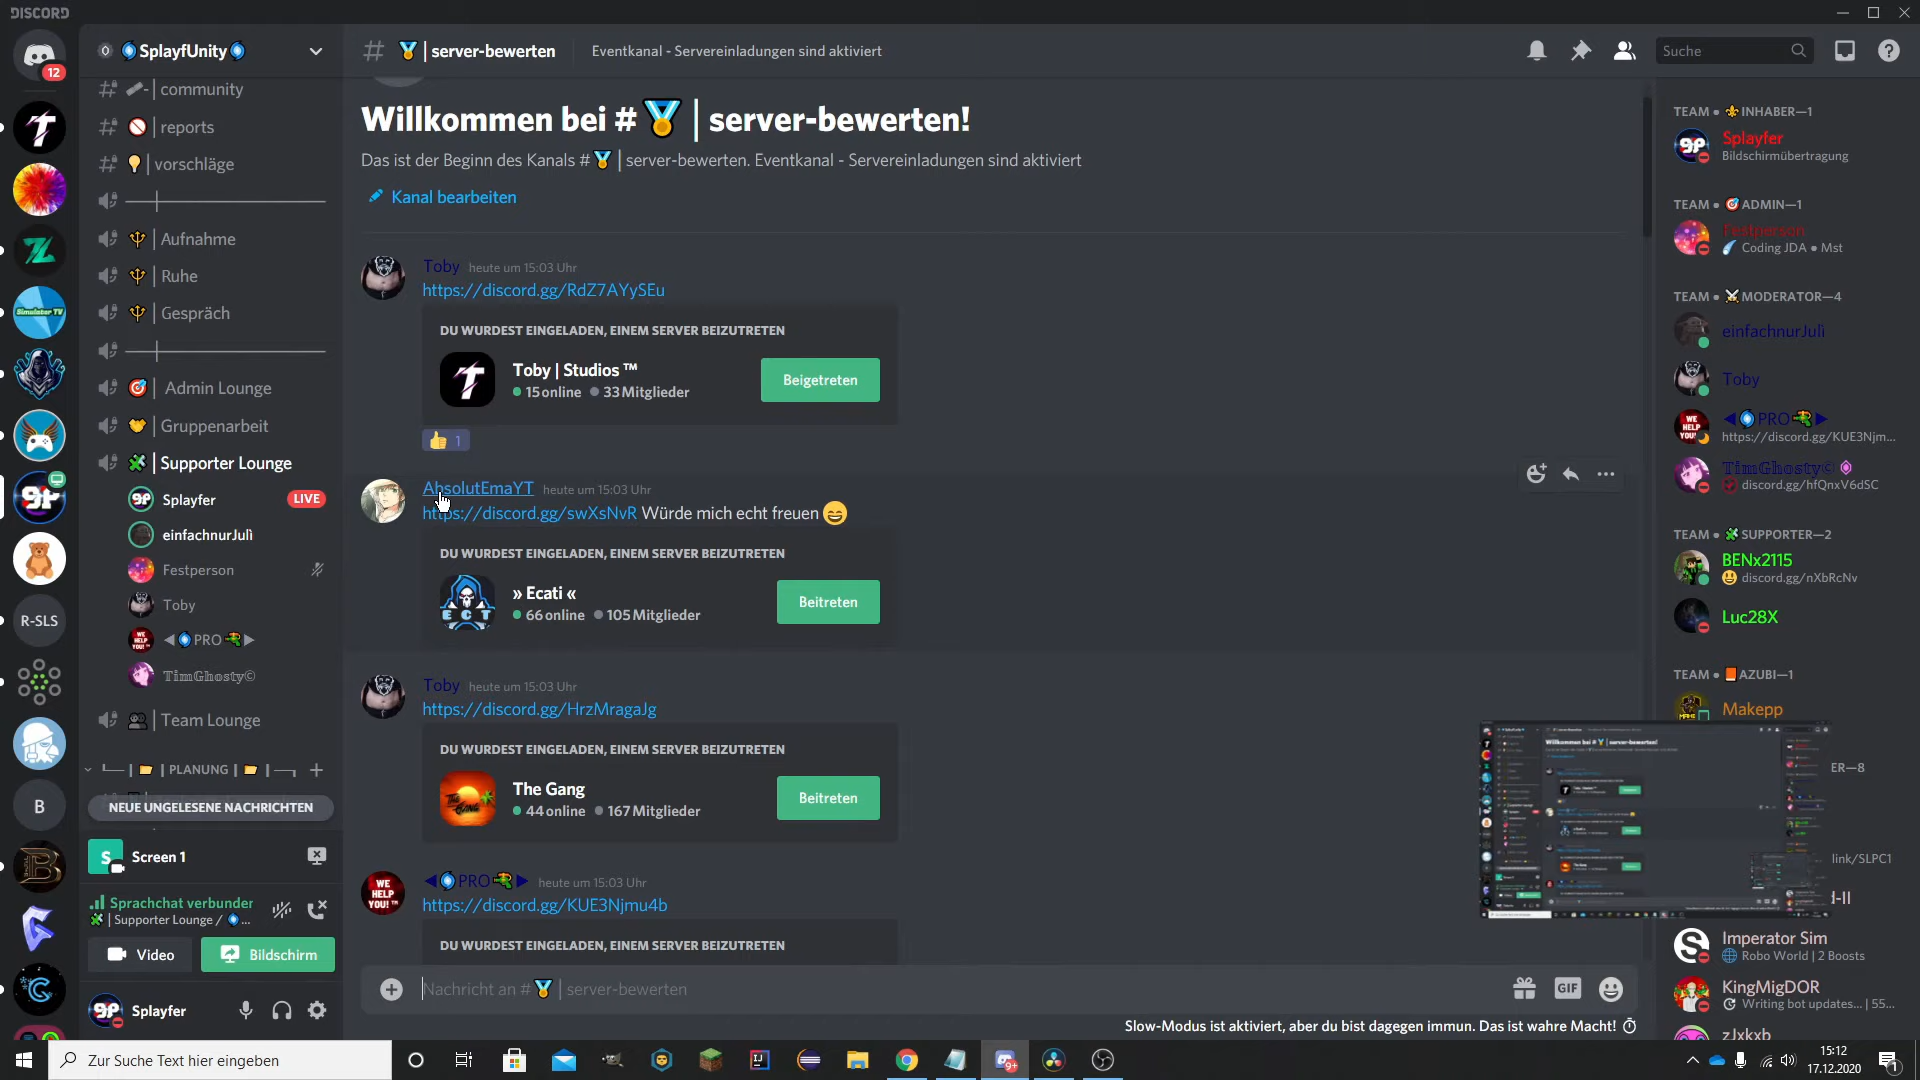 DISCORD
12
SplayfUnity
community
reports
vorschläge
Aufnahme
Ruhe
Gespräch
Admin Lounge
Gruppenarbeit
Supporter Lounge
Splayfer LIVE
einfachnurJulì
Festperson
Toby
PRO
TimGhosty©
Team Lounge
PLANUNG
NEUE UNGELESENE NACHRICHTEN
Screen 1
Sprachchat verbunden
| Supporter Lounge /
Video
Bildschirm
Splayfer
R-SLS
B
# | server-bewerten
Eventkanal - Servereinladungen sind aktiviert
Suche
Willkommen bei # | server-bewerten!
Das ist der Beginn des Kanals # | server-bewerten. Eventkanal - Servereinladungen sind aktiviert
Kanal bearbeiten
Toby heute um 15:03 Uhr
https://discord.gg/RdZ7AYySEu
DU WURDEST EINGELADEN, EINEM SERVER BEIZUTRETEN
Toby | Studios ™
15 online 33 Mitglieder
Beigetreten
1
AbsolutEmaYT heute um 15:03 Uhr
https://discord.gg/swXsNvR Würde mich echt freuen
DU WURDEST EINGELADEN, EINEM SERVER BEIZUTRETEN
ECT
» Ecati «
66 online 105 Mitglieder
Beitreten
Toby heute um 15:03 Uhr
https://discord.gg/HrzMragaJg
DU WURDEST EINGELADEN, EINEM SERVER BEIZUTRETEN
The Gang
44 online 167 Mitglieder
Beitreten
WE HELP YOU!
PRO heute um 15:03 Uhr
https://discord.gg/KUE3Njmu4b
DU WURDEST EINGELADEN, EINEM SERVER BEIZUTRETEN
Nachricht an # | server-bewerten
GIF
Slow-Modus ist aktiviert, aber du bist dagegen immun. Das ist wahre Macht!
TEAM • INHABER—1
Splayfer
Bildschirmübertragung
TEAM • ADMIN—1
Festperson
Coding JDA • Mst
TEAM • MODERATOR—4
einfachnurJulì
Toby
PRO
https://discord.gg/KUE3Njm...
TimGhosty©
discord.gg/hfQnxV6dSC
TEAM • SUPPORTER—2
BENx2115
discord.gg/nXbRcNv
Luc28X
TEAM • AZUBI—1
Makepp
ER—8
link/SLPC1
d-II
Imperator Sim
Robo World | 2 Boosts
KingMigDOR
Writing bot updates... | 55...
zJxkxb
Zur Suche Text hier eingeben
9+
15:12
17.12.2020
1